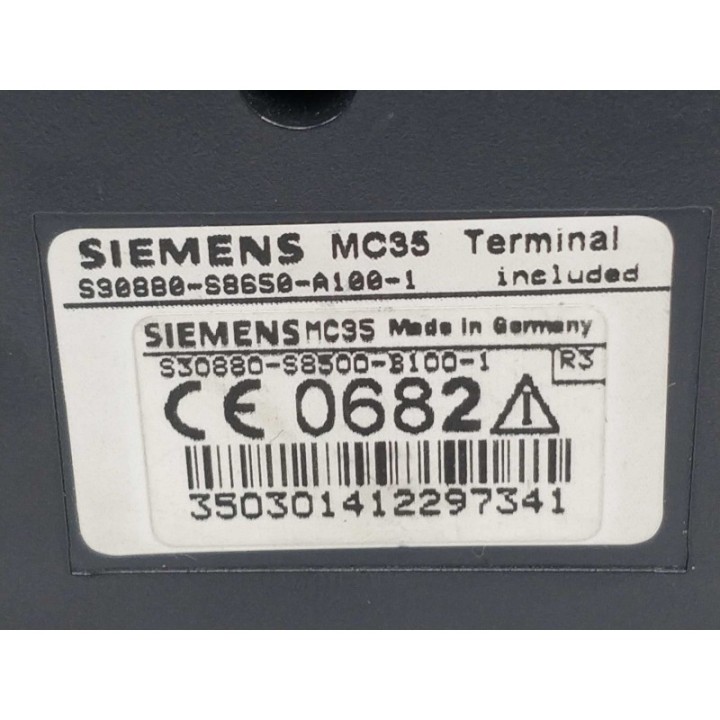 SIEMENS MC35 Terminal
S30880-S8650-A100-1 included
SIEMENS MC35 Made in Germany
S30880-S8500-B100-1 R3
CE 0682
350301412297341